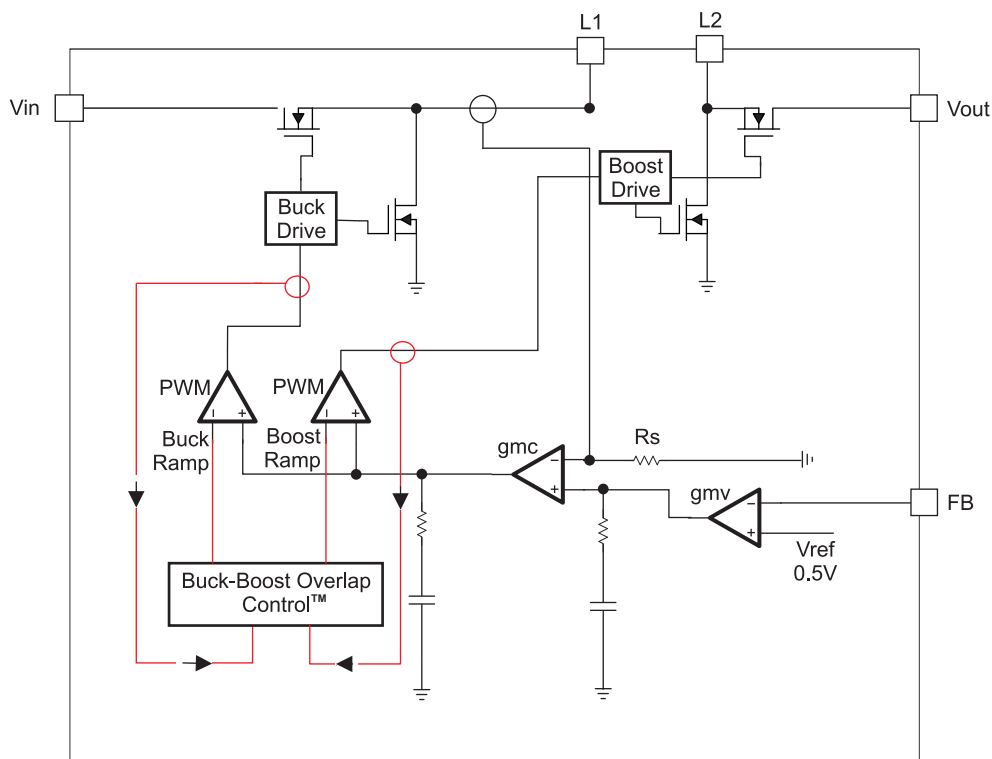 L1
L2
Vin
Vout
Boost
Drive
Buck
Drive
PWM
PWM
− +
− +
Buck
Ramp
Boost
Ramp
gmc
−
+
Rs
gmv
−
+
FB
Vref
0.5V
Buck-Boost Overlap
Control™